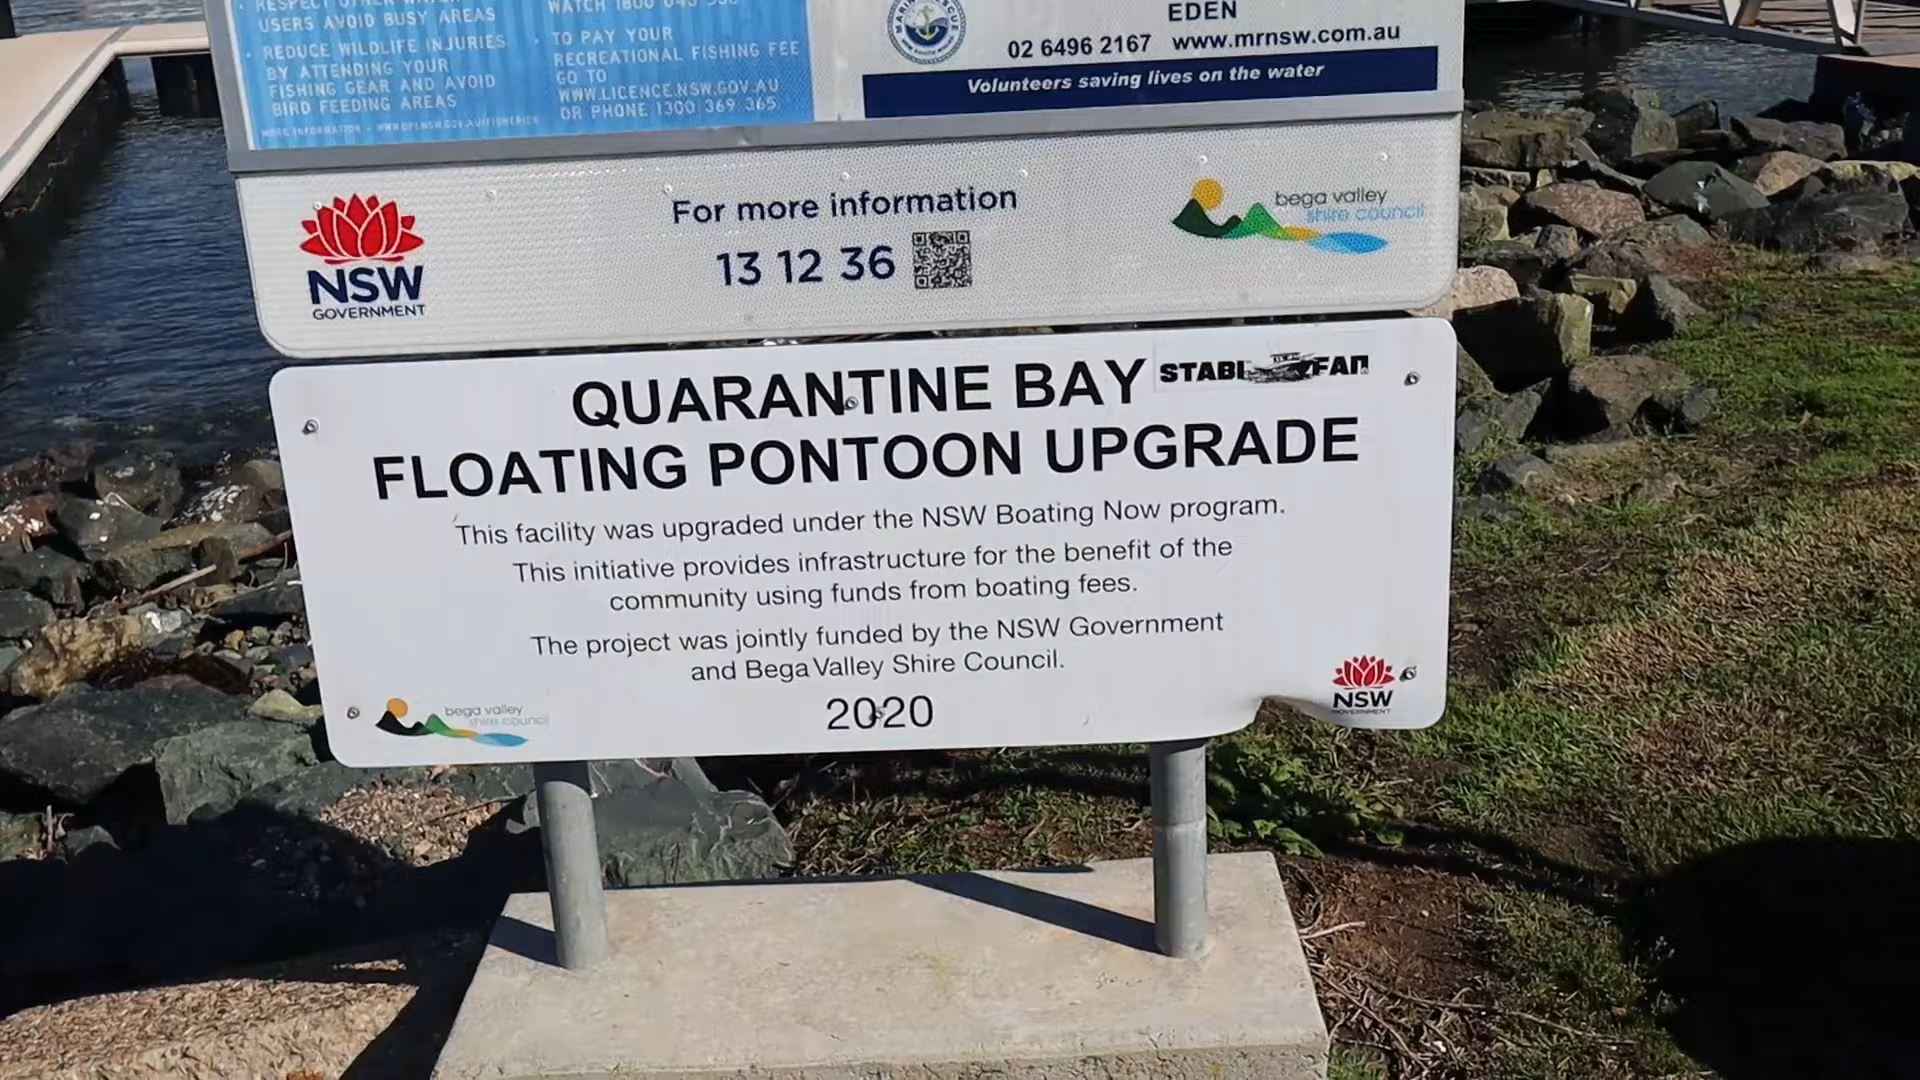 RESPECT OTHER WATER
USERS AVOID BUSY AREAS
• REDUCE WILDLIFE INJURIES
BY ATTENDING YOUR
FISHING GEAR AND AVOID
BIRD FEEDING AREAS
WATCH 1800
• TO PAY YOUR
RECREATIONAL FISHING FEE
GO TO
WWW.LICENCE.NSW.GOV.AU
OR PHONE 1300 369 365
MORE INFORMATION -
MARINE RESCUE
EDEN
02 6496 2167 www.mrnsw.com.au
Volunteers saving lives on the water
NSW
GOVERNMENT
For more information
13 12 36
bega valley
shire council
QUARANTINE BAY
FLOATING PONTOON UPGRADE
This facility was upgraded under the NSW Boating Now program.
This initiative provides infrastructure for the benefit of the
community using funds from boating fees.
The project was jointly funded by the NSW Government
and Bega Valley Shire Council.
2020
bega valley
shire council
NSW
GOVERNMENT